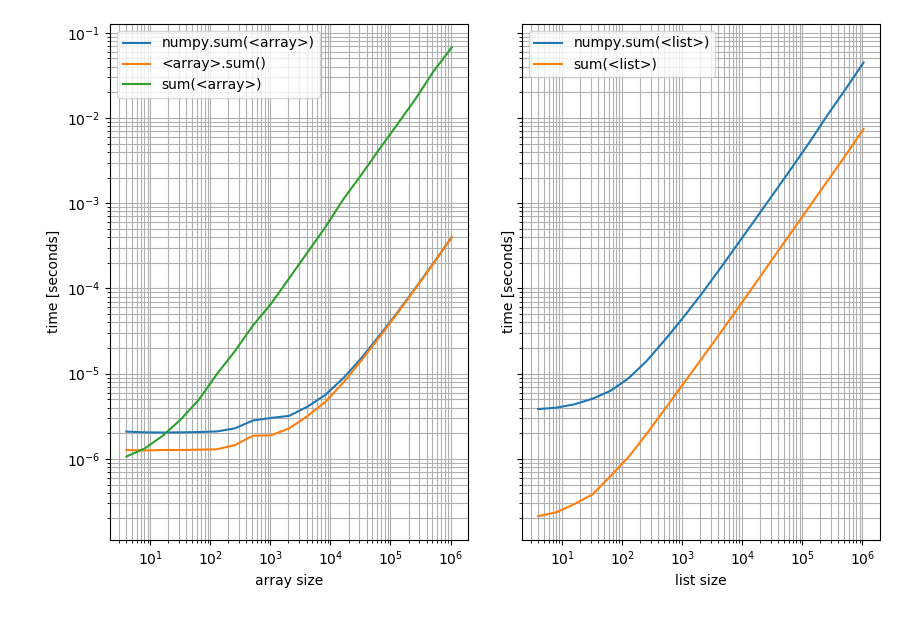 numpy.sum(<array>)
<array>.sum()
sum(<array>)
10⁻¹
10⁻²
10⁻³
10⁻⁴
10⁻⁵
10⁻⁶
time [seconds]
10¹ 10² 10³ 10⁴ 10⁵ 10⁶
array size
numpy.sum(<list>)
sum(<list>)
time [seconds]
10¹ 10² 10³ 10⁴ 10⁵ 10⁶
list size